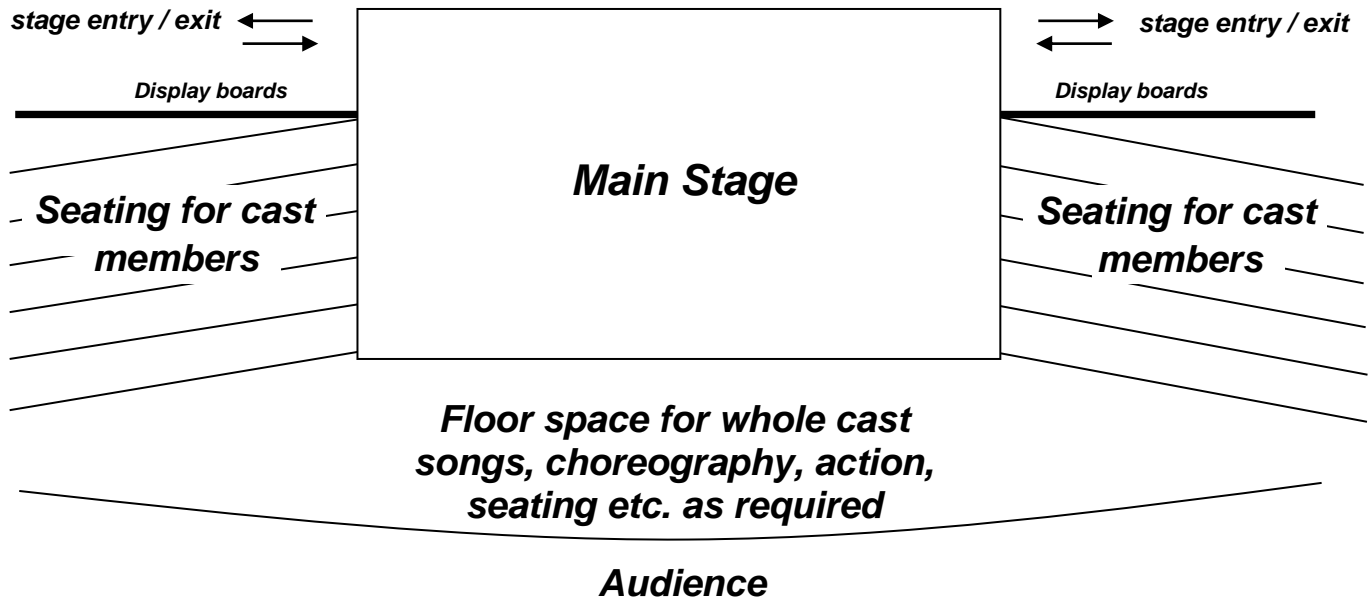 stage entry / exit
stage entry / exit
Display boards
Display boards
Main Stage
Seating for cast
members
Seating for cast
members
Floor space for whole cast
songs, choreography, action,
seating etc. as required
Audience